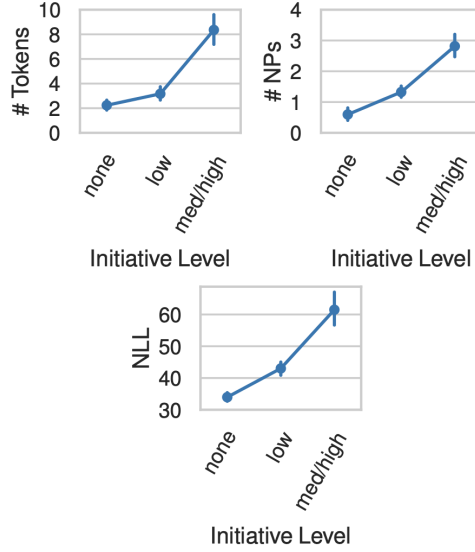 # Tokens
10
8
6
4
2
0
none
low
med/high
Initiative Level
# NPs
4
3
2
1
0
none
low
med/high
Initiative Level
NLL
60
50
40
30
none
low
med/high
Initiative Level